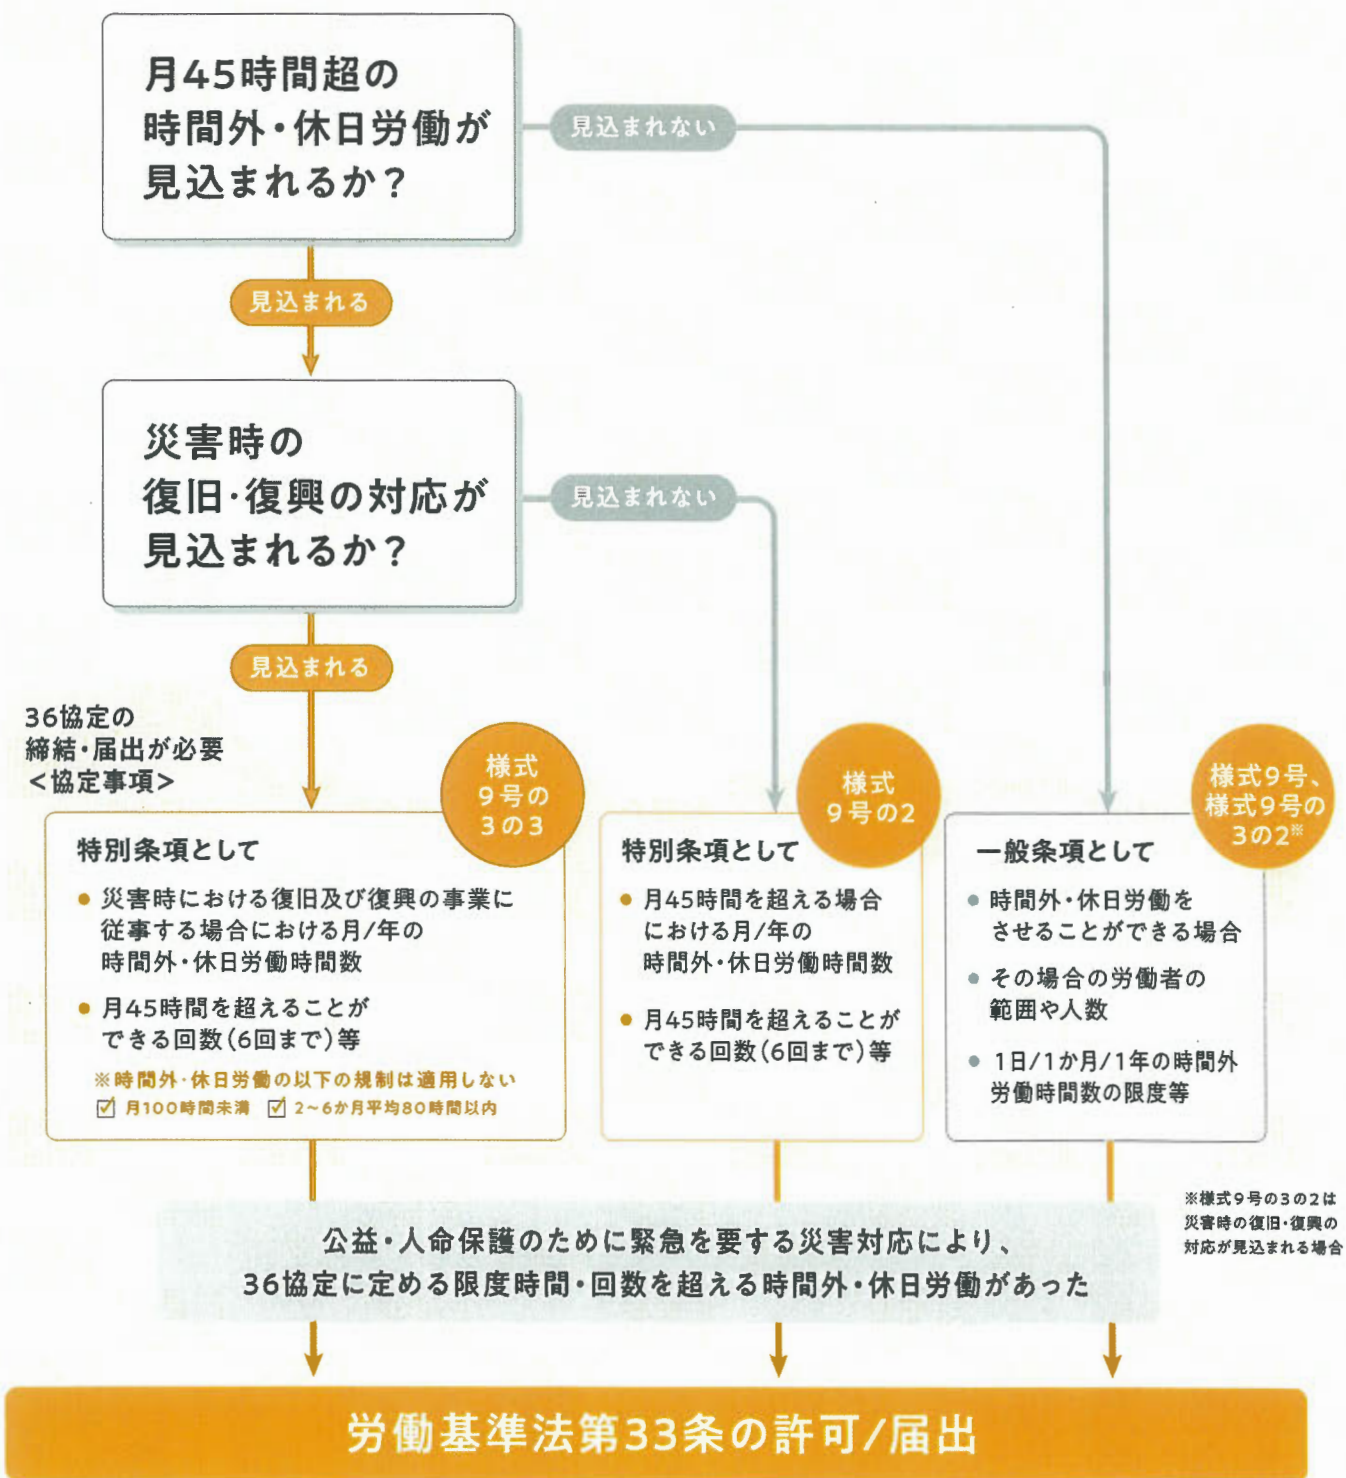 月45時間超の
時間外・休日労働が
見込まれるか？
見込まれない
見込まれる
災害時の
復旧・復興の対応が
見込まれるか？
見込まれない
見込まれる
36協定の
締結・届出が必要
＜協定事項＞
様式
9号の
3の3
特別条項として
● 災害時における復旧及び復興の事業に
従事する場合における月/年の
時間外・休日労働時間数
● 月45時間を超えることが
できる回数（6回まで）等
※時間外・休日労働の以下の規制は適用しない
☑ 月100時間未満 ☑ 2～6か月平均80時間以内
様式
9号の2
特別条項として
● 月45時間を超える場合
における月/年の
時間外・休日労働時間数
● 月45時間を超えることが
できる回数（6回まで）等
様式9号、
様式9号の
3の2※
一般条項として
● 時間外・休日労働を
させることができる場合
● その場合の労働者の
範囲や人数
● 1日/1か月/1年の時間外
労働時間数の限度等
※様式9号の3の2は
災害時の復旧・復興の
対応が見込まれる場合
公益・人命保護のために緊急を要する災害対応により、
36協定に定める限度時間・回数を超える時間外・休日労働があった
労働基準法第33条の許可/届出